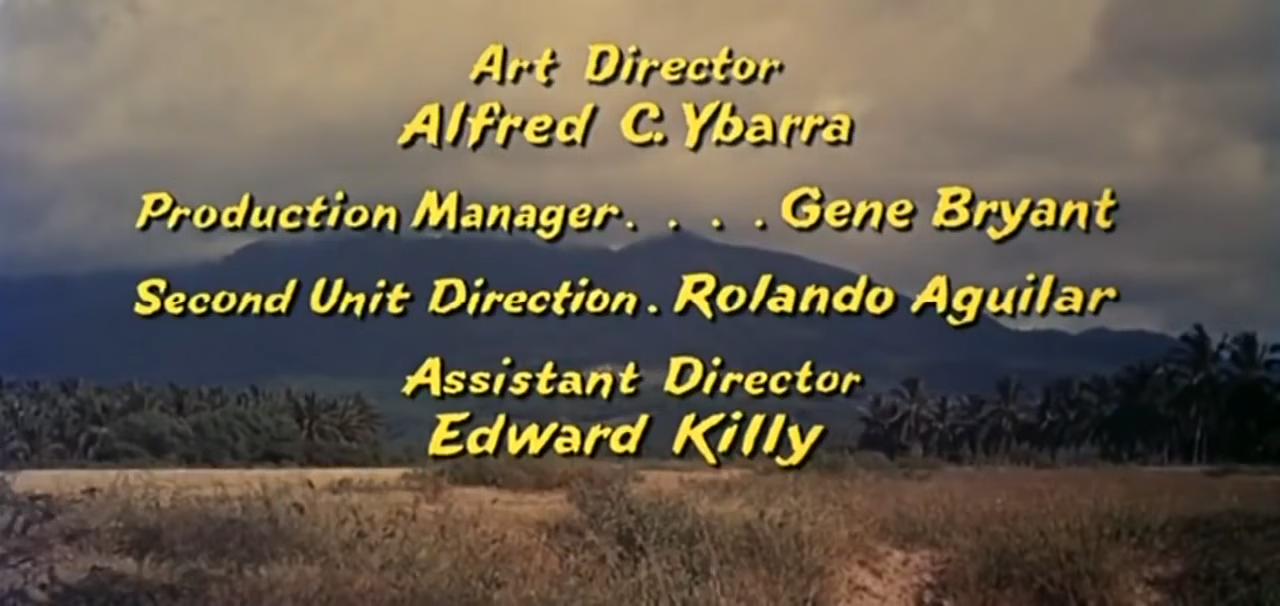 Art Director
Alfred C. Ybarra
Production Manager. . . . Gene Bryant
Second Unit Direction. Rolando Aguilar
Assistant Director
Edward Killy